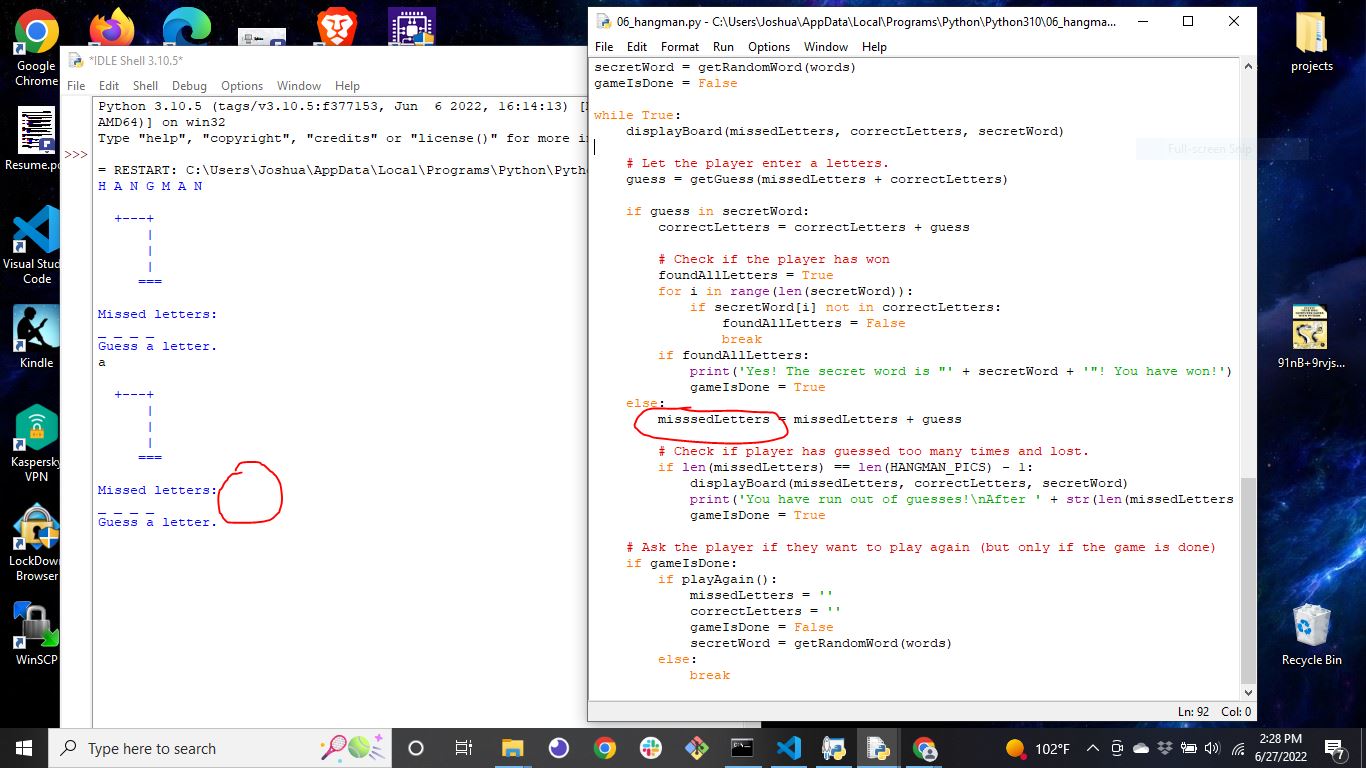 Google
Chrome
Resume.pd
Visual Stud
Code
Kindle
Kaspersky
VPN
LockDown
Browser
WinSCP
*IDLE Shell 3.10.5*
File Edit Shell Debug Options Window Help
Python 3.10.5 (tags/v3.10.5:f377153, Jun  6 2022, 16:14:13) [
AMD64)] on win32
Type "help", "copyright", "credits" or "license()" for more in
>>>
= RESTART: C:\Users\Joshua\AppData\Local\Programs\Python\Pytho
H A N G M A N
  +---+
      |
      |
      |
     ===
Missed letters:
_ _ _ _
Guess a letter.
a
  +---+
      |
      |
      |
     ===
Missed letters:
_ _ _ _
Guess a letter.
06_hangman.py - C:\Users\Joshua\AppData\Local\Programs\Python\Python310\06_hangma...
File Edit Format Run Options Window Help
secretWord = getRandomWord(words)
gameIsDone = False
while True:
    displayBoard(missedLetters, correctLetters, secretWord)
Full-screen Snip
    # Let the player enter a letters.
    guess = getGuess(missedLetters + correctLetters)
    if guess in secretWord:
        correctLetters = correctLetters + guess
        # Check if the player has won
        foundAllLetters = True
        for i in range(len(secretWord)):
            if secretWord[i] not in correctLetters:
                foundAllLetters = False
                break
        if foundAllLetters:
            print('Yes! The secret word is "' + secretWord + '"! You have won!')
            gameIsDone = True
    else:
        misssedLetters = missedLetters + guess
        # Check if player has guessed too many times and lost.
        if len(missedLetters) == len(HANGMAN_PICS) - 1:
            displayBoard(missedLetters, correctLetters, secretWord)
            print('You have run out of guesses!\nAfter ' + str(len(missedLetters
            gameIsDone = True
    # Ask the player if they want to play again (but only if the game is done)
    if gameIsDone:
        if playAgain():
            missedLetters = ''
            correctLetters = ''
            gameIsDone = False
            secretWord = getRandomWord(words)
        else:
            break
Ln: 92 Col: 0
projects
91nB+9rvjs...
Recycle Bin
Type here to search
102°F
2:28 PM
6/27/2022
7